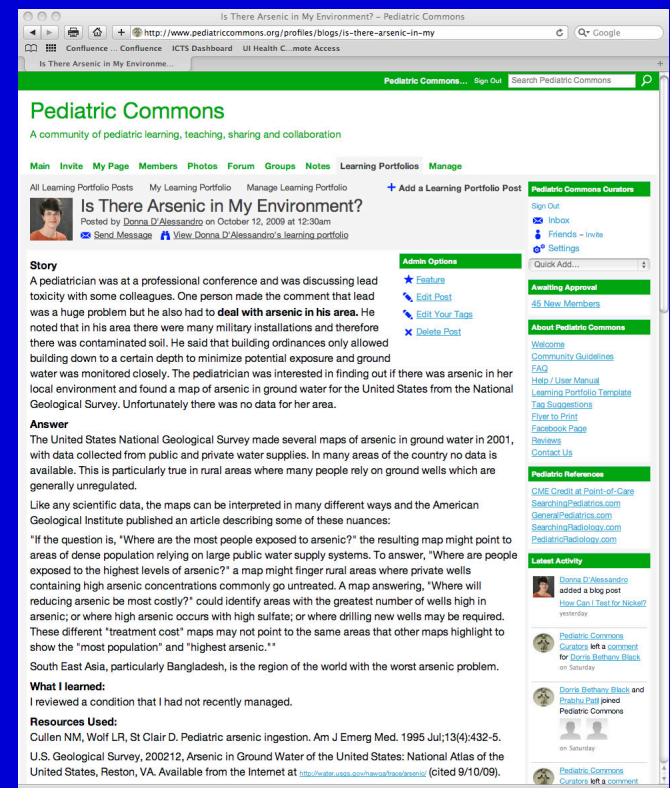 Is There Arsenic in My Environment? – Pediatric Commons
http://www.pediatriccommons.org/profiles/blogs/is-there-arsenic-in-my
Google
Confluence ... Confluence ICTS Dashboard UI Health C...mote Access
Is There Arsenic in My Environme...
Pediatric Commons... Sign Out Search Pediatric Commons
Pediatric Commons
A community of pediatric learning, teaching, sharing and collaboration
Main Invite My Page Members Photos Forum Groups Notes Learning Portfolios Manage
All Learning Portfolio Posts My Learning Portfolio Manage Learning Portfolio + Add a Learning Portfolio Post
Is There Arsenic in My Environment?
Posted by Donna D'Alessandro on October 12, 2009 at 12:30am
Send Message View Donna D'Alessandro's learning portfolio
Admin Options
Feature
Edit Post
Edit Your Tags
Delete Post
Story
A pediatrician was at a professional conference and was discussing lead
toxicity with some colleagues. One person made the comment that lead
was a huge problem but he also had to deal with arsenic in his area. He
noted that in his area there were many military installations and therefore
there was contaminated soil. He said that building ordinances only allowed
building down to a certain depth to minimize potential exposure and ground
water was monitored closely. The pediatrician was interested in finding out if there was arsenic in her
local environment and found a map of arsenic in ground water for the United States from the National
Geological Survey. Unfortunately there was no data for her area.
Answer
The United States National Geological Survey made several maps of arsenic in ground water in 2001,
with data collected from public and private water supplies. In many areas of the country no data is
available. This is particularly true in rural areas where many people rely on ground wells which are
generally unregulated.
Like any scientific data, the maps can be interpreted in many different ways and the American
Geological Institute published an article describing some of these nuances:
"If the question is, "Where are the most people exposed to arsenic?" the resulting map might point to
areas of dense population relying on large public water supply systems. To answer, "Where are people
exposed to the highest levels of arsenic?" a map might finger rural areas where private wells
containing high arsenic concentrations commonly go untreated. A map answering, "Where will
reducing arsenic be most costly?" could identify areas with the greatest number of wells high in
arsenic; or where high arsenic occurs with high sulfate; or where drilling new wells may be required.
These different "treatment cost" maps may not point to the same areas that other maps highlight to
show the "most population" and "highest arsenic.""
South East Asia, particularly Bangladesh, is the region of the world with the worst arsenic problem.
What I learned:
I reviewed a condition that I had not recently managed.
Resources Used:
Cullen NM, Wolf LR, St Clair D. Pediatric arsenic ingestion. Am J Emerg Med. 1995 Jul;13(4):432-5.
U.S. Geological Survey, 200212, Arsenic in Ground Water of the United States: National Atlas of the
United States, Reston, VA. Available from the Internet at http://water.usgs.gov/nawqa/trace/arsenic/ (cited 9/10/09).
Pediatric Commons Curators
Sign Out
Inbox
Friends – Invite
Settings
Quick Add...
Awaiting Approval
45 New Members
About Pediatric Commons
Welcome
Community Guidelines
FAQ
Help / User Manual
Learning Portfolio Template
Tag Suggestions
Flyer to Print
Facebook Page
Reviews
Contact Us
Pediatric References
CME Credit at Point-of-Care
SearchingPediatrics.com
GeneralPediatrics.com
SearchingRadiology.com
PediatricRadiology.com
Latest Activity
Donna D'Alessandro
added a blog post
How Can I Test for Nickel?
yesterday
Pediatric Commons
Curators left a comment
for Dorris Bethany Black
on Saturday
Dorris Bethany Black and
Prabhu Patil joined
Pediatric Commons
on Saturday
Pediatric Commons
Curators left a comment